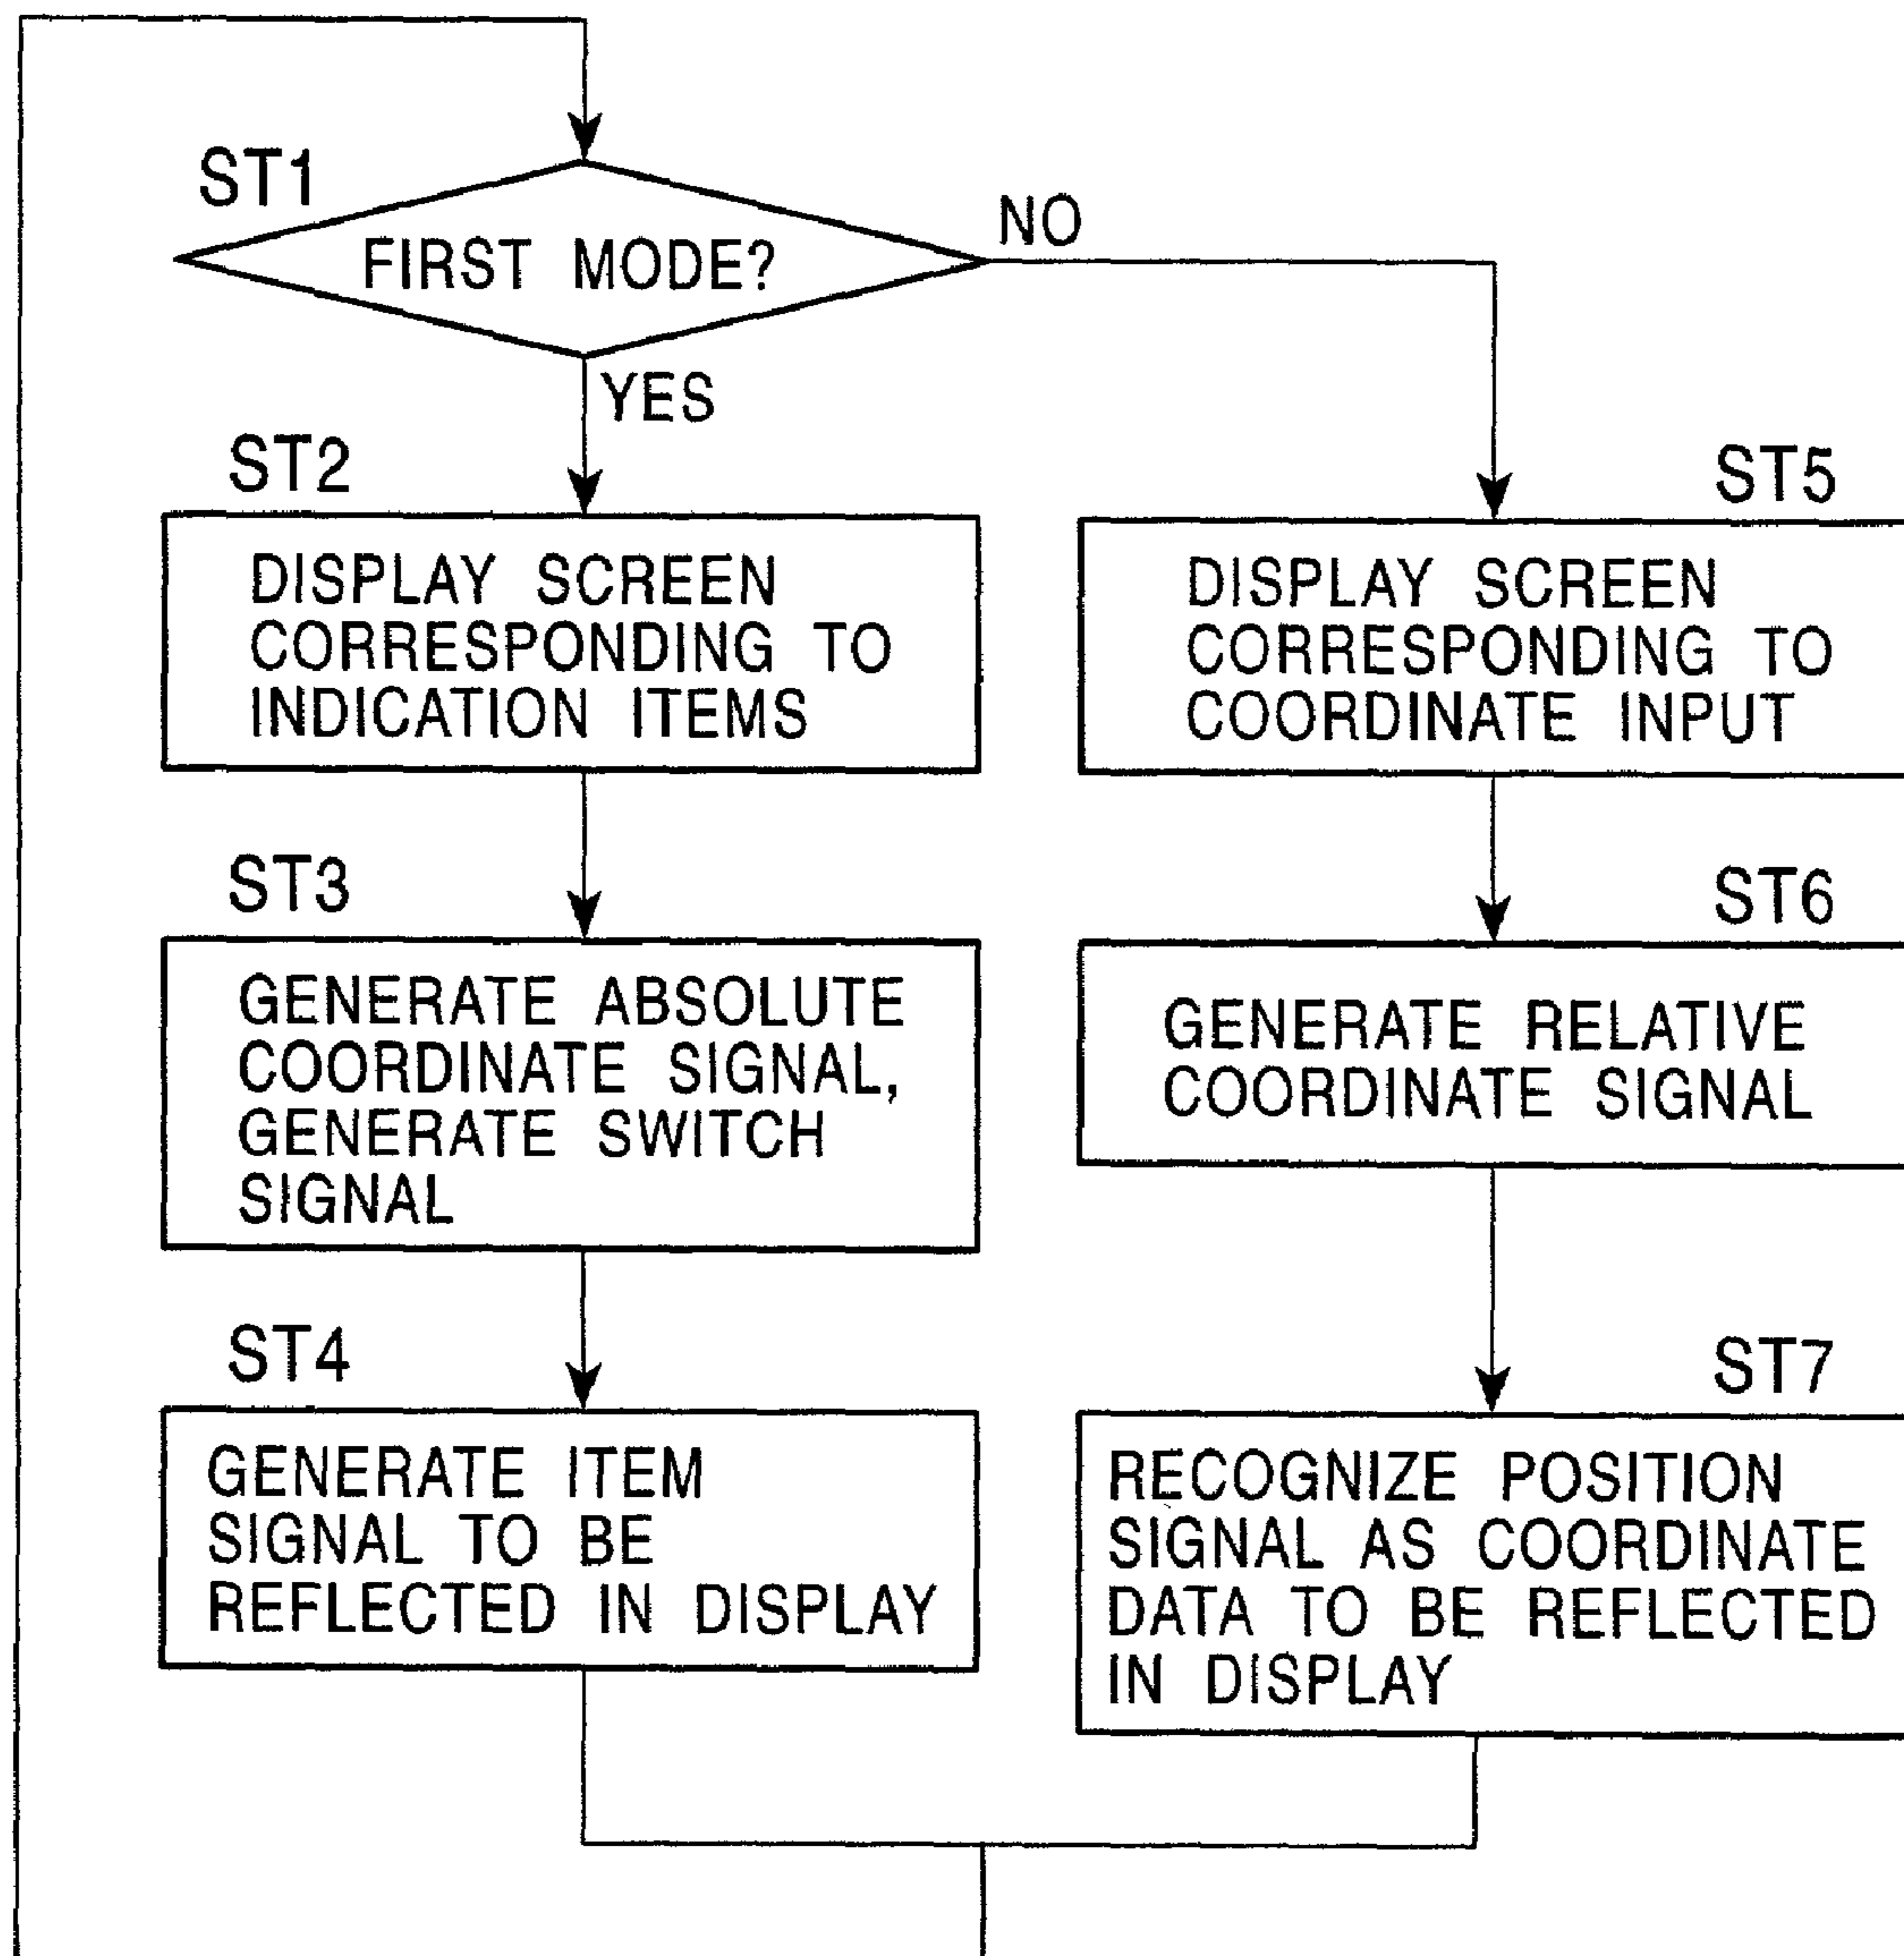 ST1
FIRST MODE?
NO
YES
ST2
DISPLAY SCREEN
CORRESPONDING TO
INDICATION ITEMS
ST3
GENERATE ABSOLUTE
COORDINATE SIGNAL,
GENERATE SWITCH
SIGNAL
ST4
GENERATE ITEM
SIGNAL TO BE
REFLECTED IN DISPLAY
ST5
DISPLAY SCREEN
CORRESPONDING TO
COORDINATE INPUT
ST6
GENERATE RELATIVE
COORDINATE SIGNAL
ST7
RECOGNIZE POSITION
SIGNAL AS COORDINATE
DATA TO BE REFLECTED
IN DISPLAY